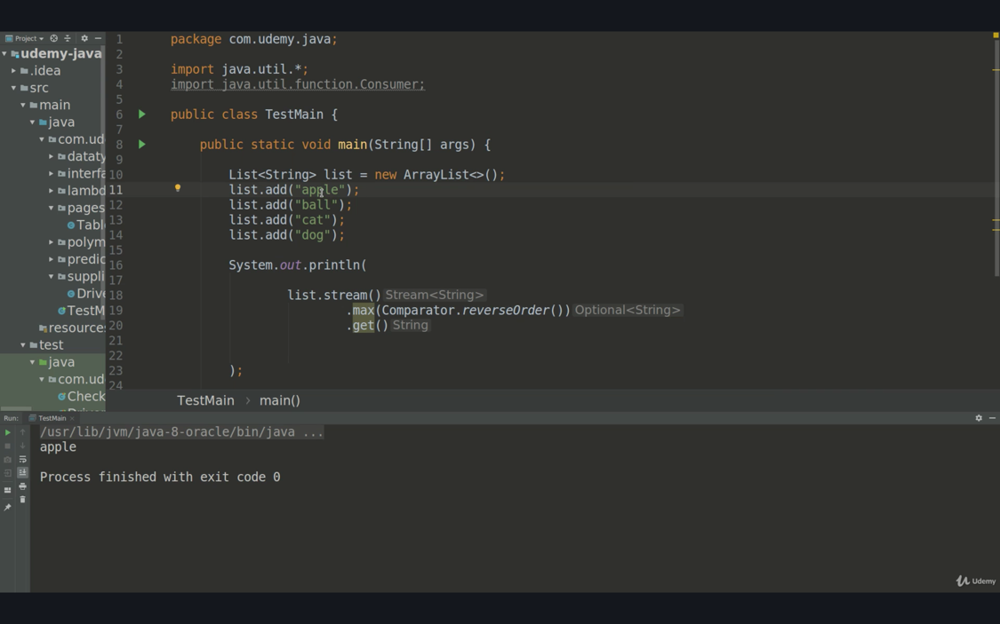 Project
udemy-java
.idea
src
main
java
com.ud
dataty
interfa
lambd
pages
Tabl
polym
predic
suppli
Drive
TestM
resources
test
java
com.ud
Check
1 package com.udemy.java;
2
3 import java.util.*;
4 import java.util.function.Consumer;
5
6 public class TestMain {
7
8 public static void main(String[] args) {
9
10 List<String> list = new ArrayList<>();
11 list.add("apple");
12 list.add("ball");
13 list.add("cat");
14 list.add("dog");
15
16 System.out.println(
17
18 list.stream() Stream<String>
19 .max(Comparator.reverseOrder()) Optional<String>
20 .get() String
21
22
23 );
24
TestMain › main()
Run: TestMain ×
/usr/lib/jvm/java-8-oracle/bin/java ...
apple
Process finished with exit code 0
Udemy